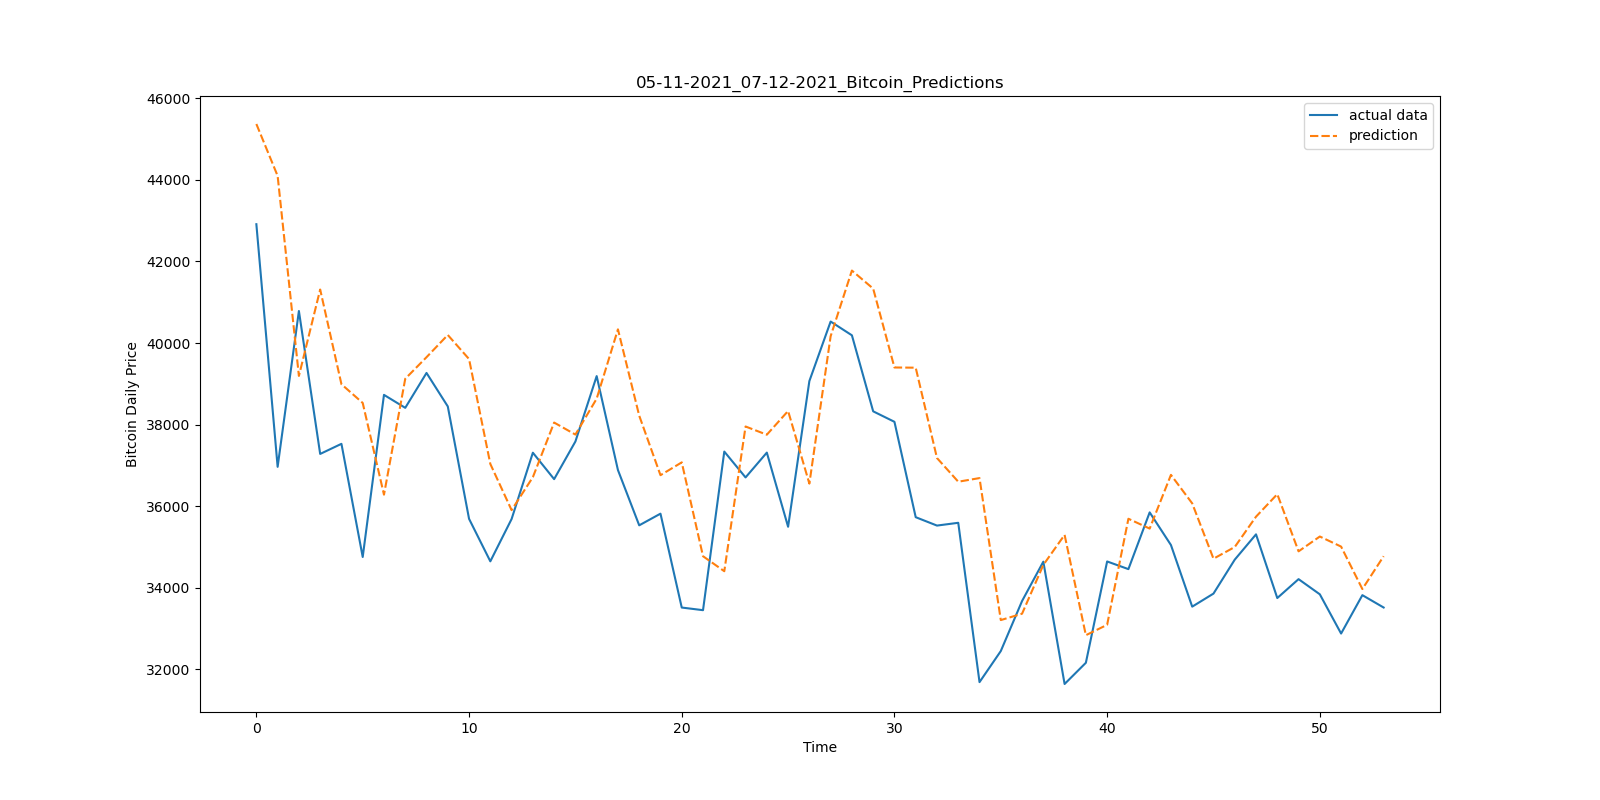 05-11-2021_07-12-2021_Bitcoin_Predictions
46000
44000
42000
40000
38000
36000
34000
32000
Bitcoin Daily Price
actual data
prediction
0 10 20 30 40 50
Time